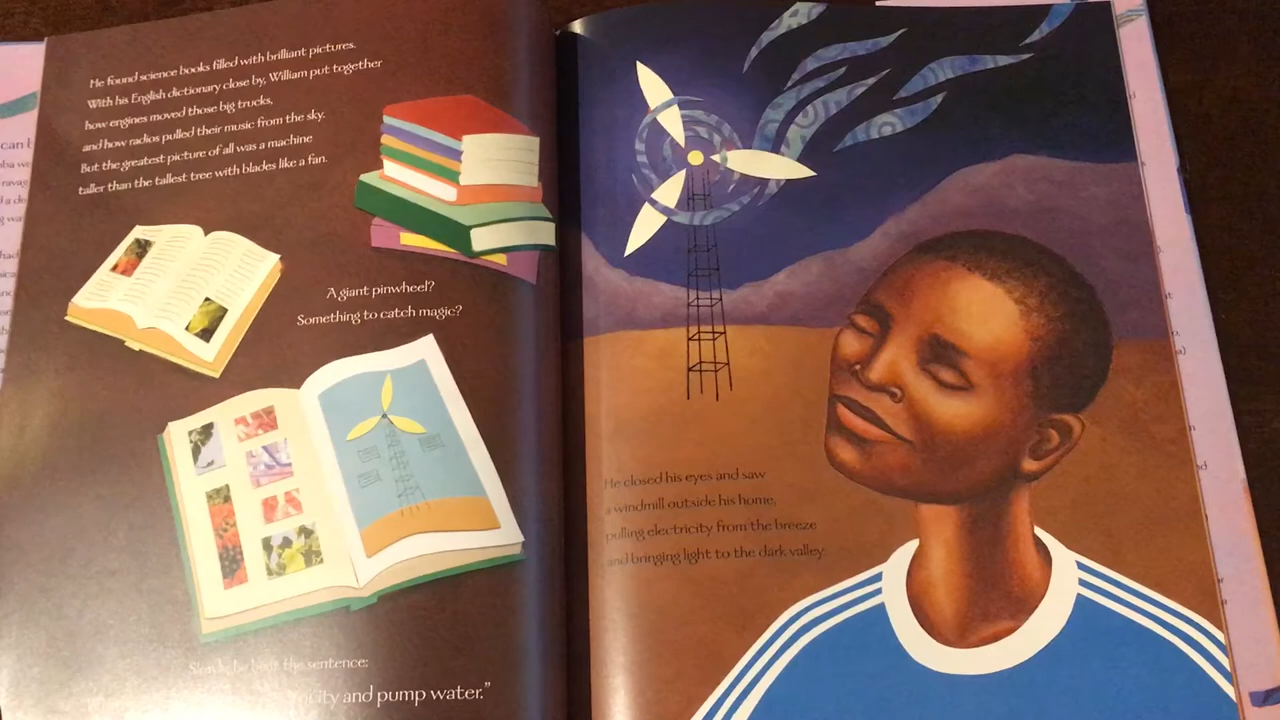 He found science books filled with brilliant pictures.
With his English dictionary close by, William put together
how engines moved those big trucks,
and how radios pulled their music from the sky.
But the greatest picture of all was a machine
taller than the tallest tree with blades like a fan.
A giant pinwheel?
Something to catch magic?
the sentence:
and pump water.”
He closed his eyes and saw
a windmill outside his home,
pulling electricity from the breeze
and bringing light to the dark valley.